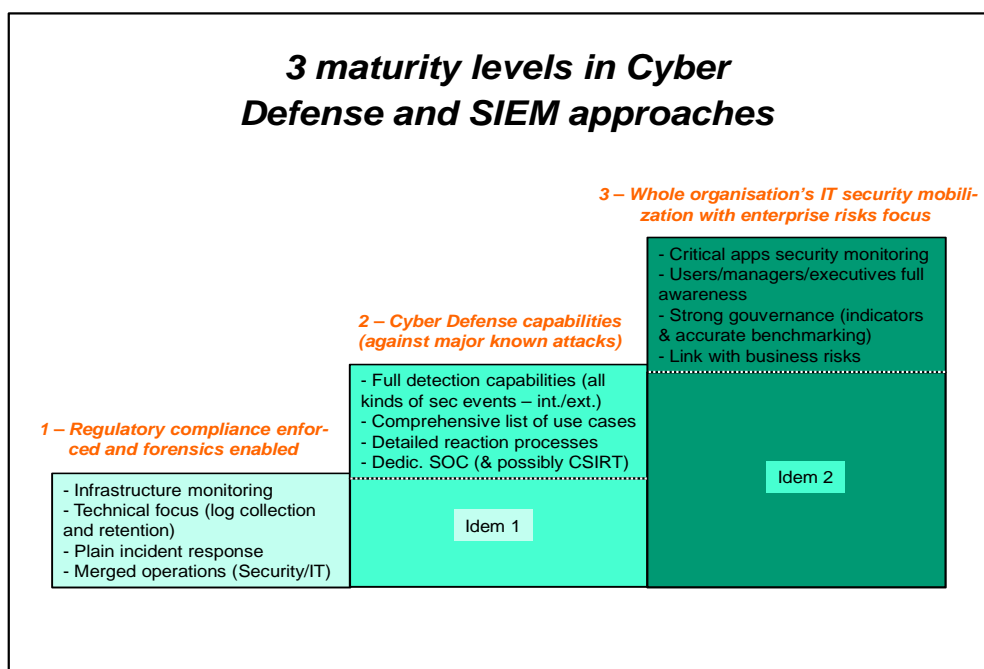 3 maturity levels in Cyber
Defense and SIEM approaches
3 – Whole organisation's IT security mobili-
zation with enterprise risks focus
- Critical apps security monitoring
- Users/managers/executives full
awareness
- Strong gouvernance (indicators
& accurate benchmarking)
- Link with business risks
2 – Cyber Defense capabilities
(against major known attacks)
- Full detection capabilities (all
kinds of sec events – int./ext.)
- Comprehensive list of use cases
- Detailed reaction processes
- Dedic. SOC (& possibly CSIRT)
1 – Regulatory compliance enfor-
ced and forensics enabled
- Infrastructure monitoring
- Technical focus (log collection
and retention)
- Plain incident response
- Merged operations (Security/IT)
Idem 1
Idem 2